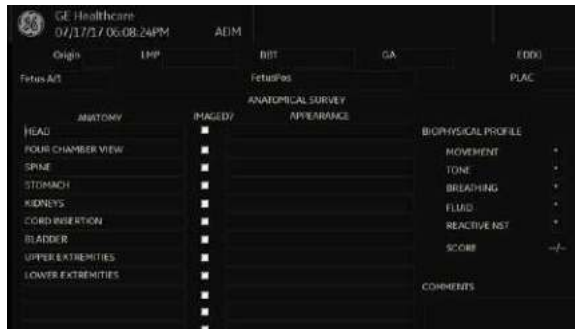 GE Healthcare
07/17/17 06:08:24PM ADM
Origin LMP BBT GA EDD
Fetus A/1 FetusPos PLAC
ANATOMICAL SURVEY
ANATOMY IMAGED? APPEARANCE
HEAD
FOUR CHAMBER VIEW
SPINE
STOMACH
KIDNEYS
CORD INSERTION
BLADDER
UPPER EXTREMITIES
LOWER EXTREMITIES
BIOPHYSICAL PROFILE
MOVEMENT *
TONE *
BREATHING *
FLUID *
REACTIVE NST *
SCORE --/--
COMMENTS